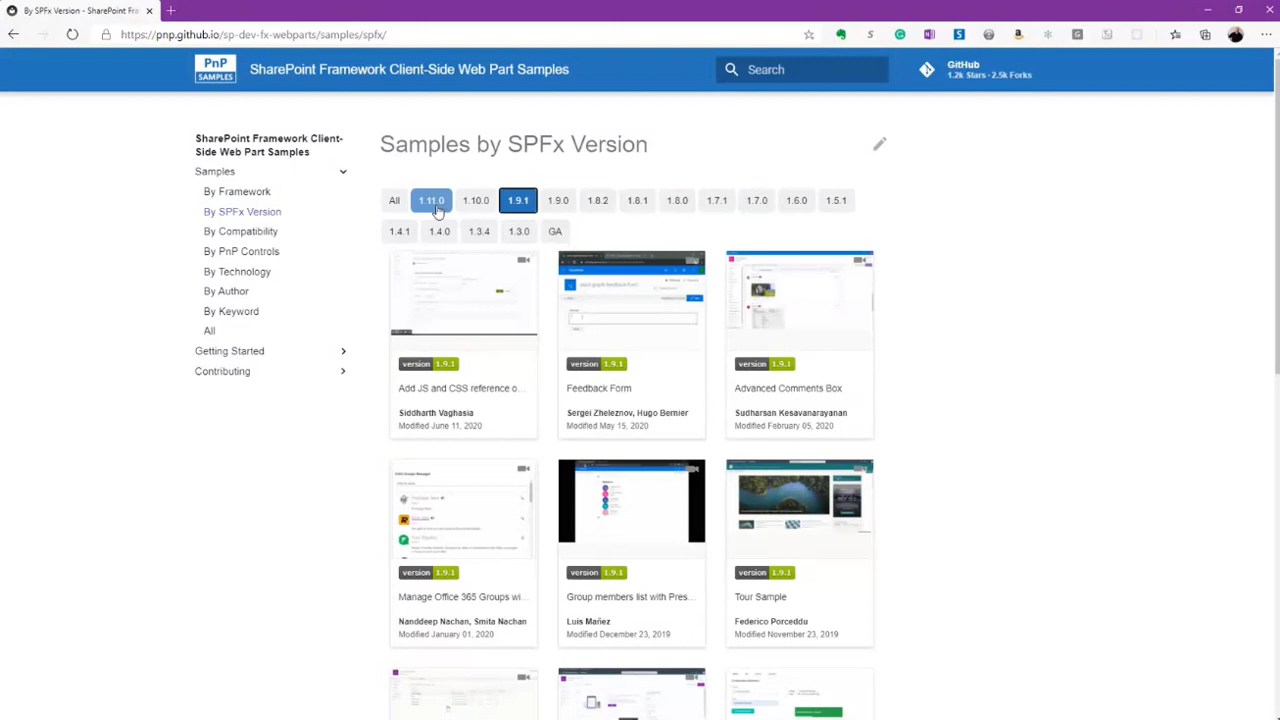 By SPFx Version - SharePoint Fra
https://pnp.github.io/sp-dev-fx-webparts/samples/spfx/
PnP
SAMPLES
SharePoint Framework Client-Side Web Part Samples
Search
GitHub
1.2k Stars · 2.5k Forks
SharePoint Framework Client-
Side Web Part Samples
Samples
By Framework
By SPFx Version
By Compatibility
By PnP Controls
By Technology
By Author
By Keyword
All
Getting Started
Contributing
Samples by SPFx Version
All 1.11.0 1.10.0 1.9.1 1.9.0 1.8.2 1.8.1 1.8.0 1.7.1 1.7.0 1.6.0 1.5.1
1.4.1 1.4.0 1.3.4 1.3.0 GA
version 1.9.1
Add JS and CSS reference o...
Siddharth Vaghasia
Modified June 11, 2020
version 1.9.1
Feedback Form
Sergei Zheleznov, Hugo Bernier
Modified May 15, 2020
version 1.9.1
Advanced Comments Box
Sudharsan Kesavanarayanan
Modified February 05, 2020
version 1.9.1
Manage Office 365 Groups wi...
Nanddeep Nachan, Smita Nachan
Modified January 01, 2020
version 1.9.1
Group members list with Pres...
Luis Mañez
Modified December 23, 2019
version 1.9.1
Tour Sample
Federico Porceddu
Modified November 23, 2019